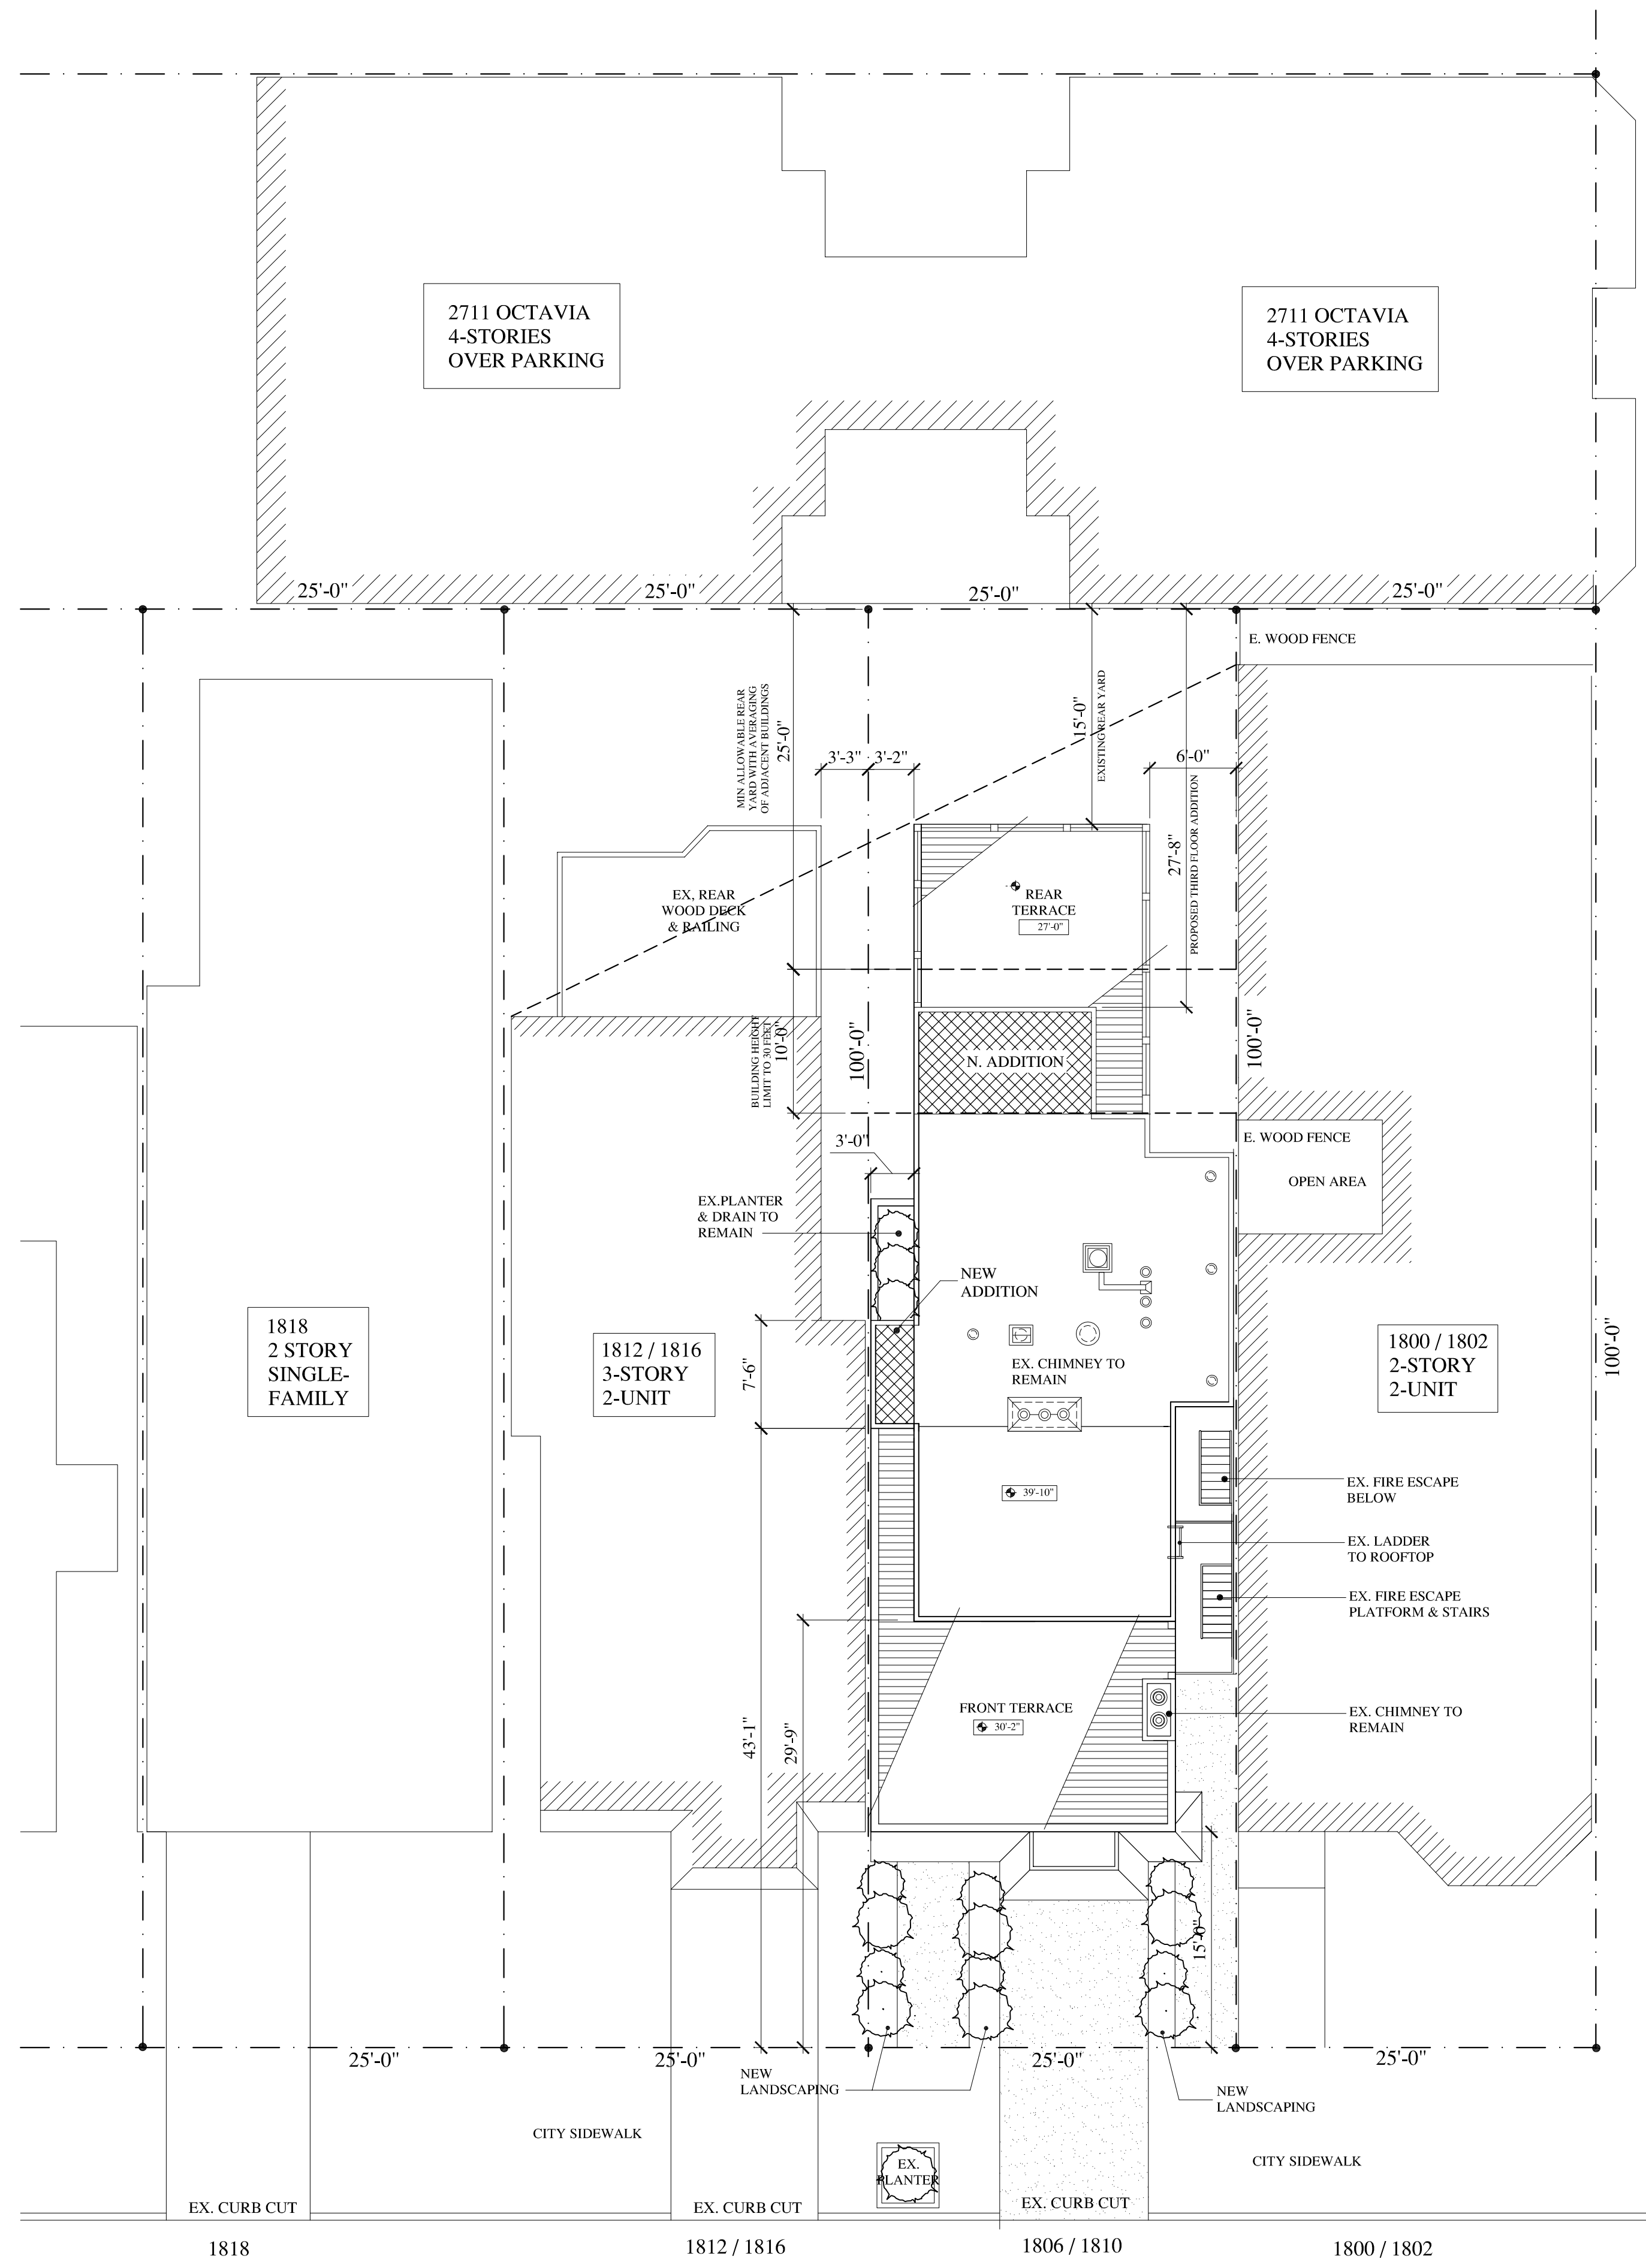 2711 OCTAVIA
4-STORIES
OVER PARKING
2711 OCTAVIA
4-STORIES
OVER PARKING
25'-0"
25'-0"
25'-0"
25'-0"
E. WOOD FENCE
MIN ALLOWABLE REAR
YARD WITH AVERAGING
OF ADJACENT BUILDINGS
25'-0"
15'-0"
EXISTING REAR YARD
3'-3"
3'-2"
6'-0"
27'-8"
PROPOSED THIRD FLOOR ADDITION
EX, REAR
WOOD DECK
& RAILING
REAR
TERRACE
27'-0"
BUILDING HEIGHT
LIMIT TO 30 FEET
10'-0"
100'-0"
100'-0"
N. ADDITION
3'-0"
E. WOOD FENCE
OPEN AREA
EX.PLANTER
& DRAIN TO
REMAIN
NEW
ADDITION
1818
2 STORY
SINGLE-
FAMILY
1812 / 1816
3-STORY
2-UNIT
7'-6"
EX. CHIMNEY TO
REMAIN
1800 / 1802
2-STORY
2-UNIT
100'-0"
39'-10"
EX. FIRE ESCAPE
BELOW
EX. LADDER
TO ROOFTOP
EX. FIRE ESCAPE
PLATFORM & STAIRS
43'-1"
29'-9"
FRONT TERRACE
30'-2"
EX. CHIMNEY TO
REMAIN
15'-0"
25'-0"
25'-0"
25'-0"
25'-0"
NEW
LANDSCAPING
NEW
LANDSCAPING
CITY SIDEWALK
CITY SIDEWALK
EX.
PLANTER
EX. CURB CUT
EX. CURB CUT
EX. CURB CUT
1818
1812 / 1816
1806 / 1810
1800 / 1802